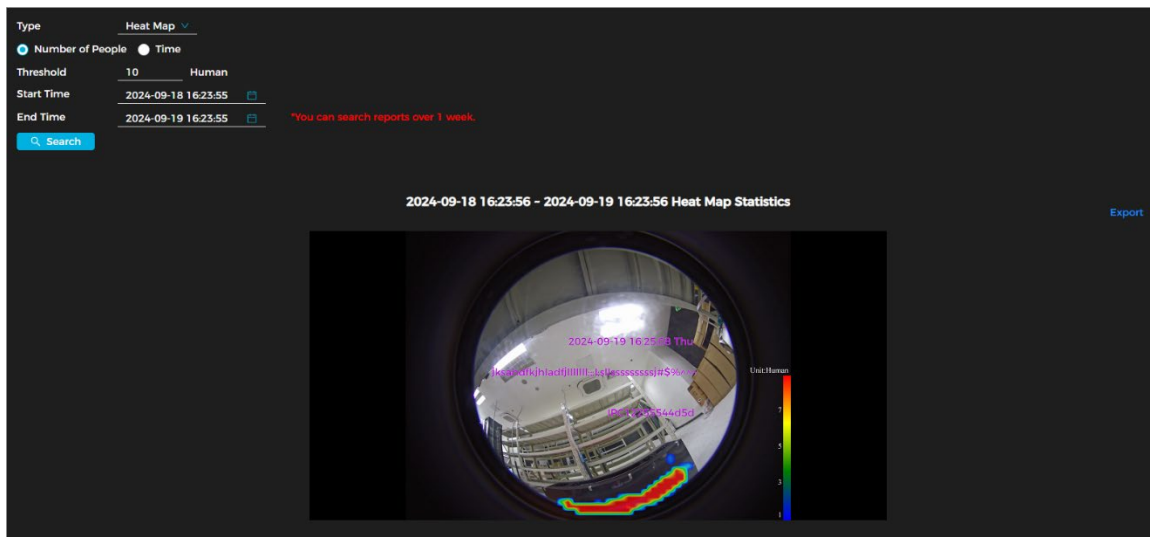 Type Heat Map
Number of People Time
Threshold 10 Human
Start Time 2024-09-18 16:23:55
End Time 2024-09-19 16:23:55 *You can search reports over 1 week.
Search
2024-09-18 16:23:56 - 2024-09-19 16:23:56 Heat Map Statistics
Export
2024-09-19 Thu
Unit:Human
7
5
3
1